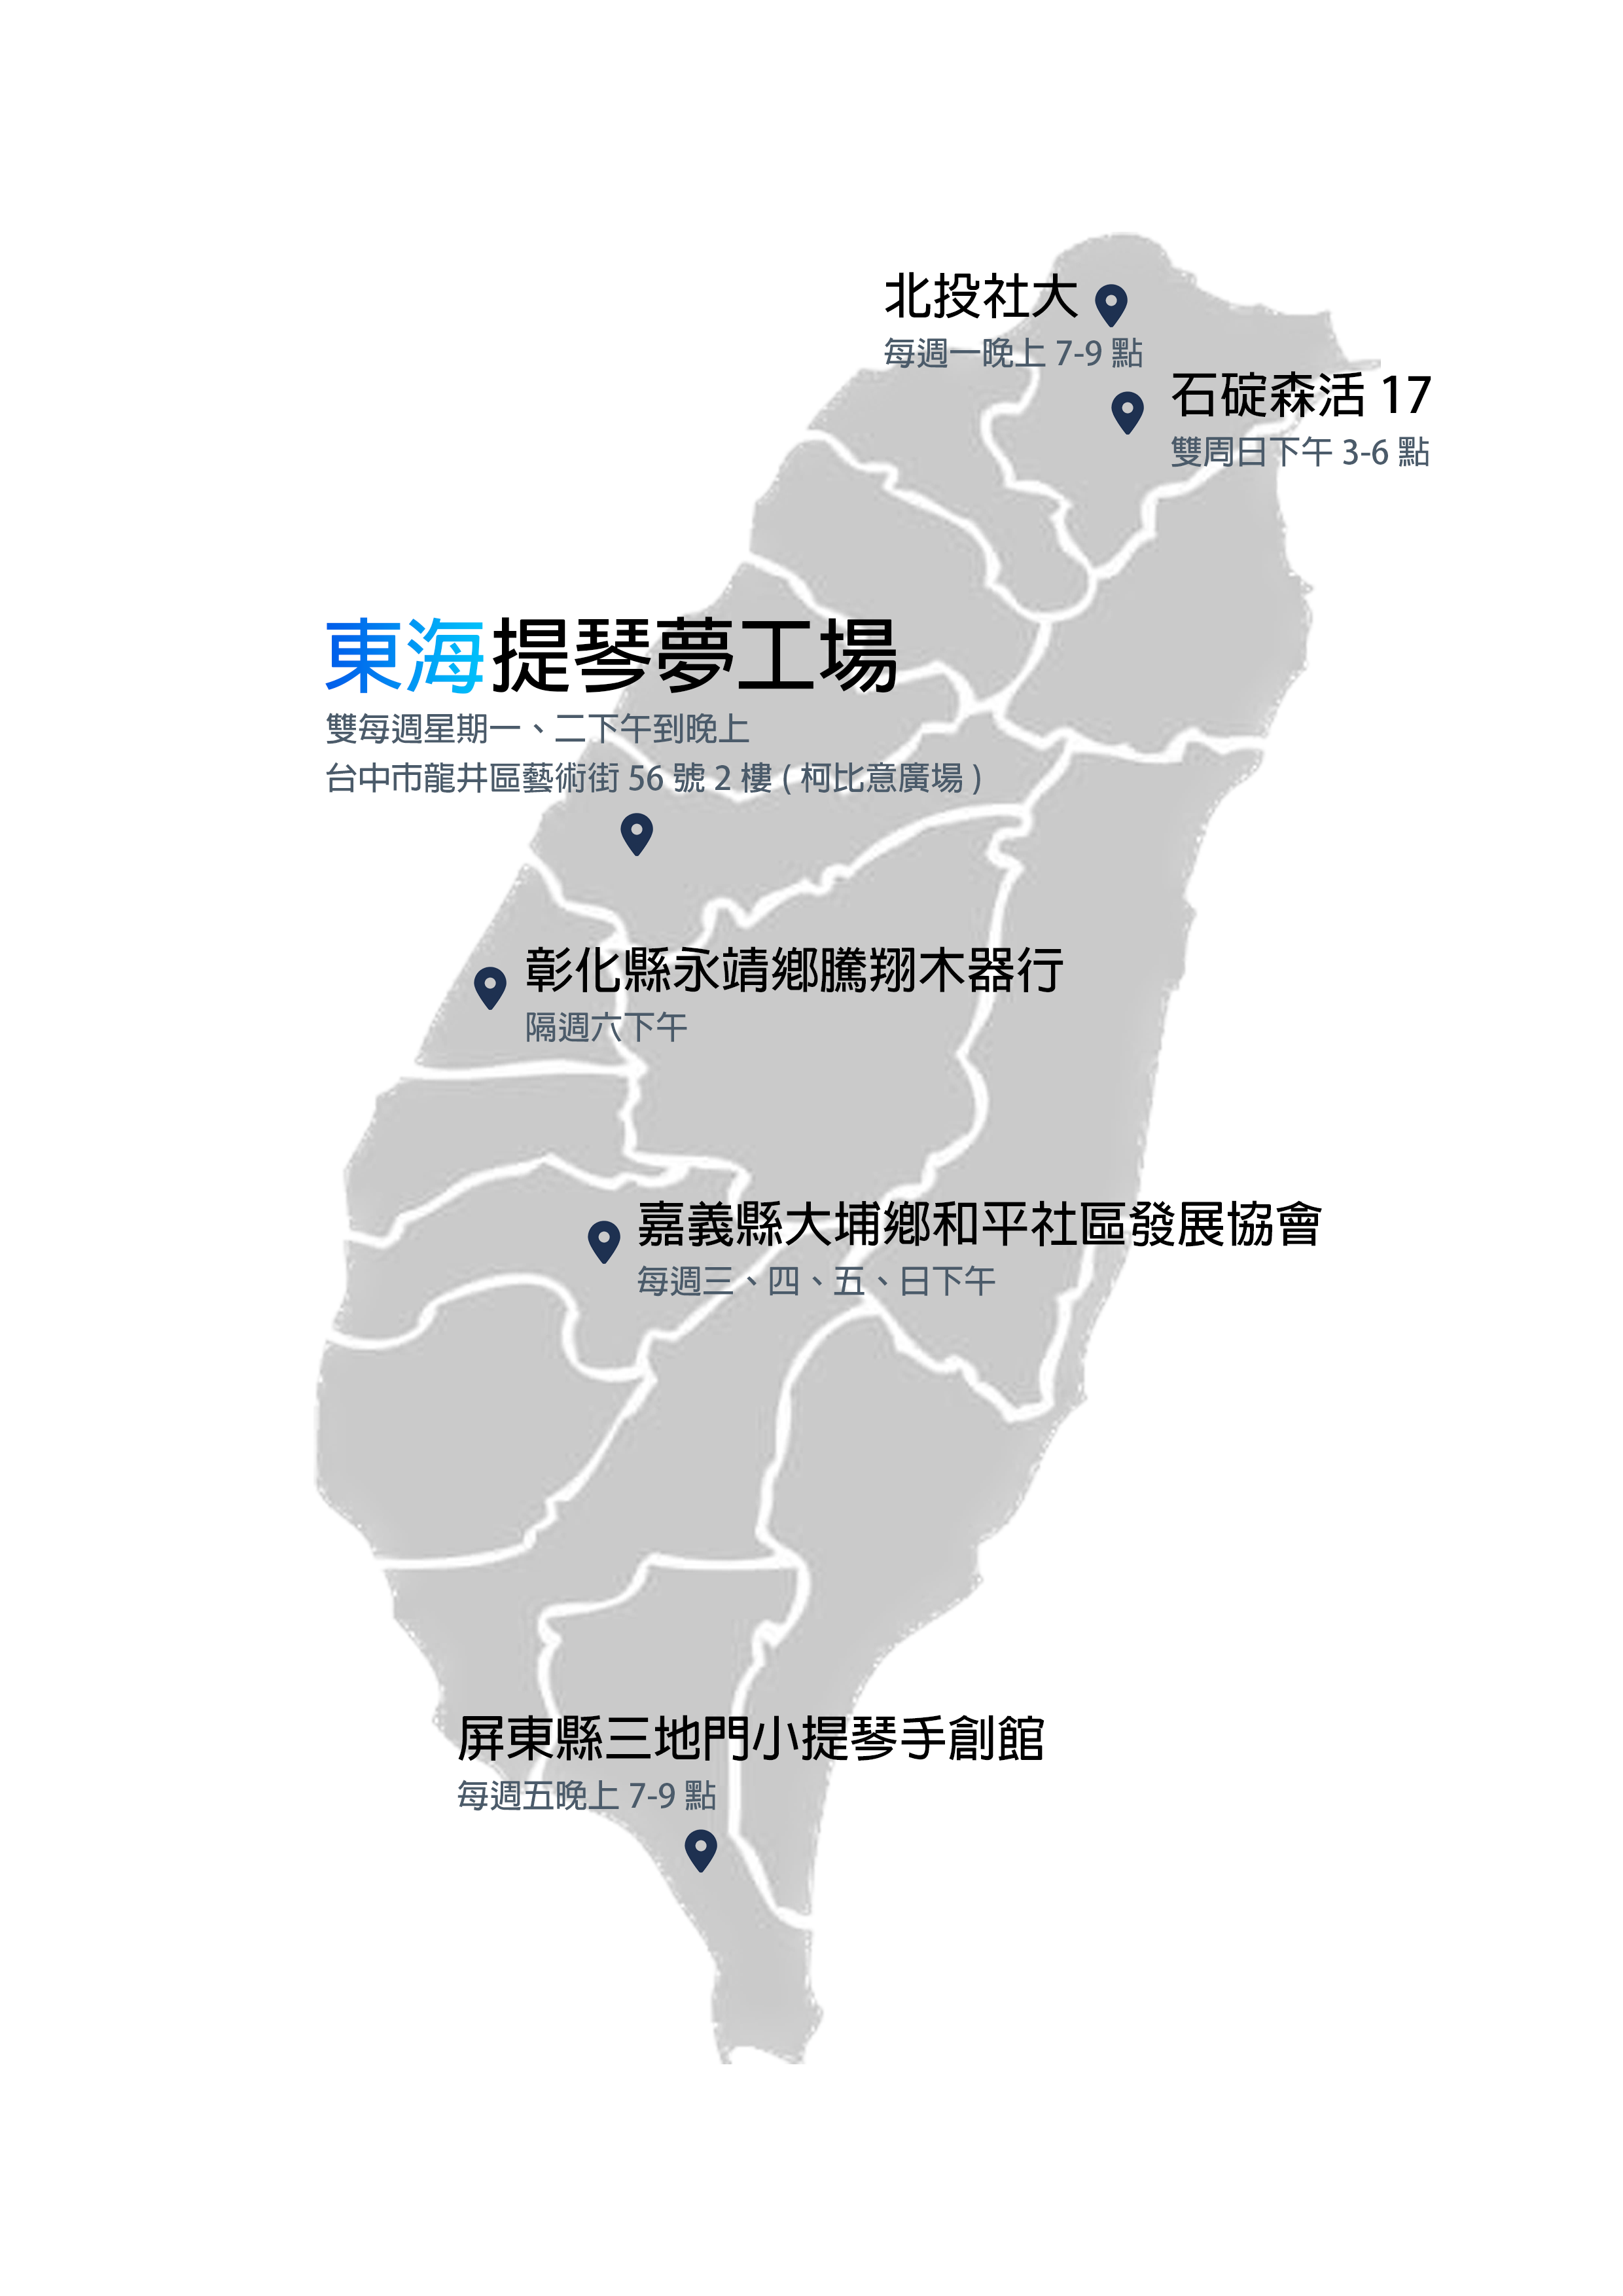 北投社大
每週一晚上 7-9 點
石碇森活 17
雙周日下午 3-6 點
東海提琴夢工場
雙每週星期一、二下午到晚上
台中市龍井區藝術街 56 號 2 樓 ( 柯比意廣場 )
彰化縣永靖鄉騰翔木器行
隔週六下午
嘉義縣大埔鄉和平社區發展協會
每週三、四、五、日下午
屏東縣三地門小提琴手創館
每週五晚上 7-9 點